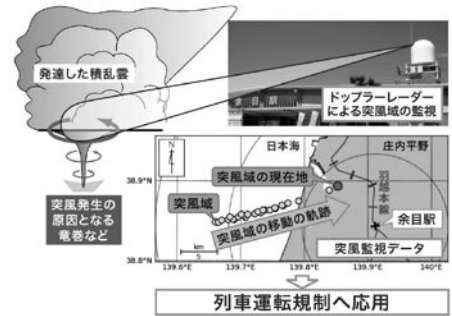 発達した積乱雲
余目駅
ドップラーレーダー
による突風域の監視
突風発生の
原因となる
竜巻など
N
日本海
庄内平野
38.9°N
38.8°N
突風域の現在地
突風域
突風域の移動の軌跡
羽越本線
余目駅
km
5
突風監視データ
139.6°E
139.7°E
139.8°E
139.9°E
140°E
列車運転規制へ応用